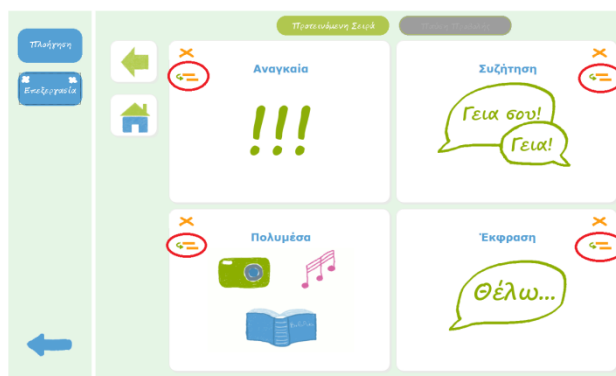 Προτεινόμενη Σειρά
Πλοήγηση
Επεξεργασία
Αναγκαία
!!!
Συζήτηση
Γεια σου!
Γεια!
Πολυμέσα
Έκφραση
Θέλω...